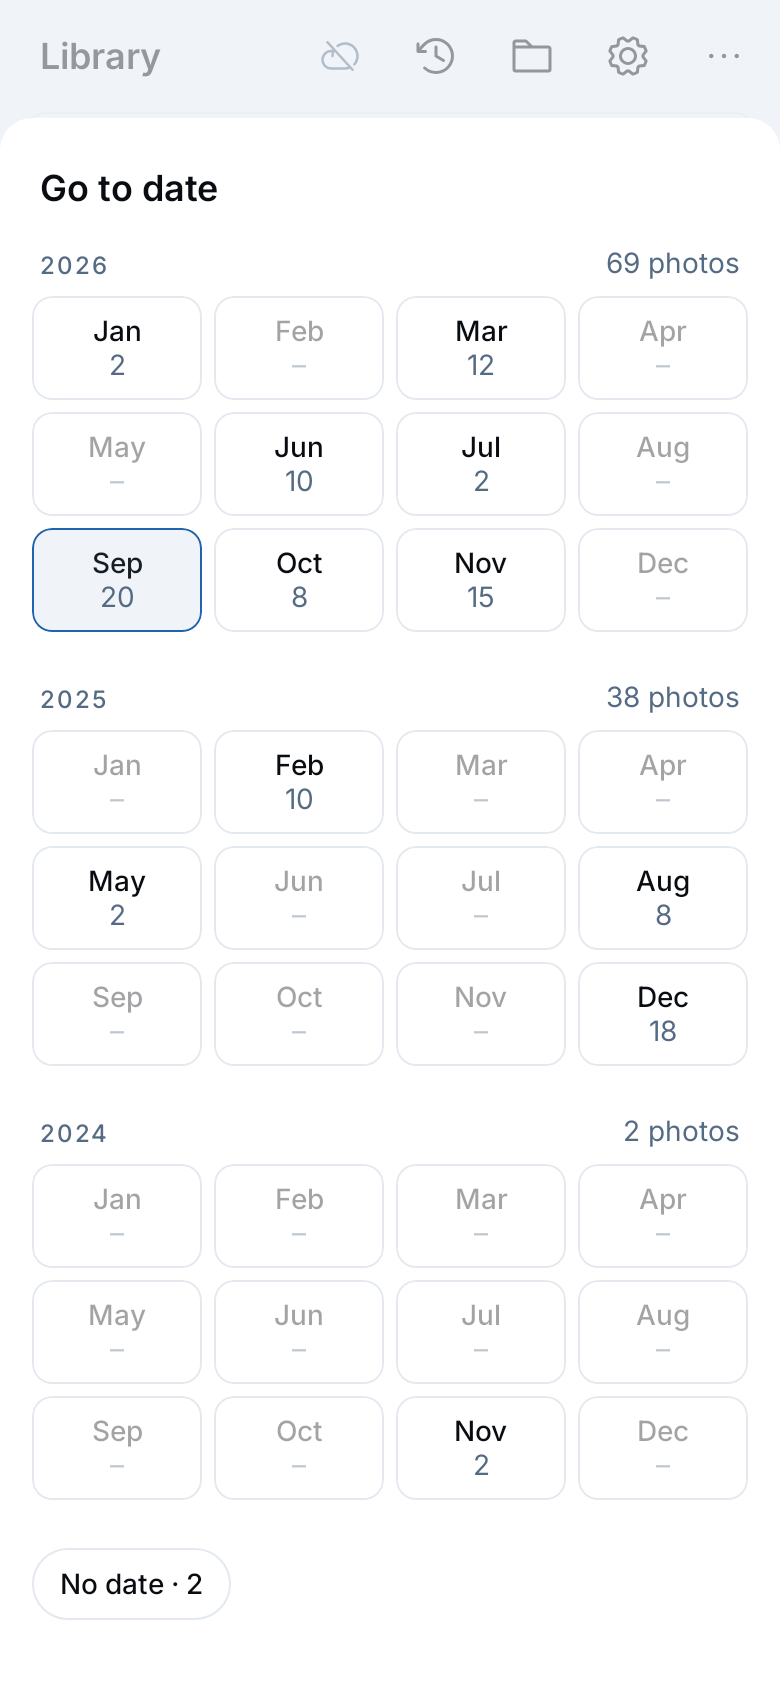 Library
Go to date
2026 69 photos
Jan Feb Mar Apr
2 – 12 –
May Jun Jul Aug
– 10 2 –
Sep Oct Nov Dec
20 8 15 –
2025 38 photos
Jan Feb Mar Apr
– 10 – –
May Jun Jul Aug
2 – – 8
Sep Oct Nov Dec
– – – 18
2024 2 photos
Jan Feb Mar Apr
– – – –
May Jun Jul Aug
– – – –
Sep Oct Nov Dec
– – 2 –
No date · 2